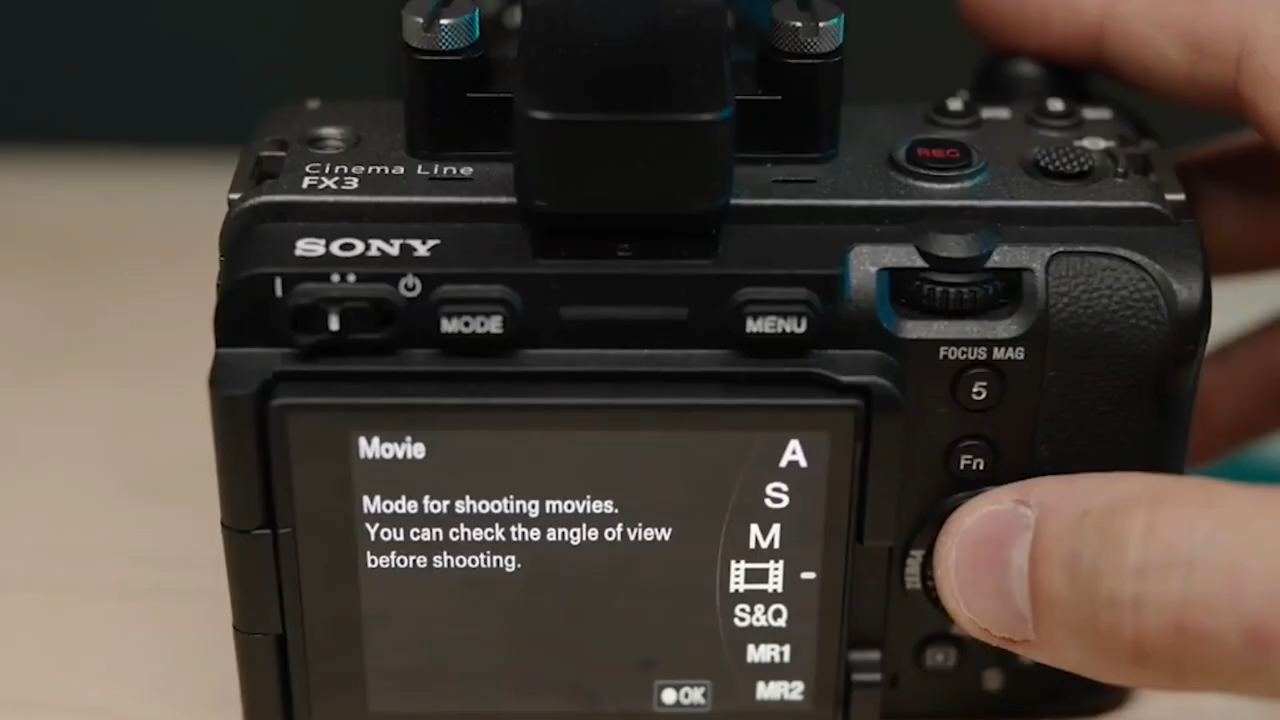 REC
Cinema Line
FX3
SONY
MODE
MENU
FOCUS MAG
5
Fn
Movie
Mode for shooting movies.
You can check the angle of view
before shooting.
A
S
M
S&Q
MR1
MR2
OK